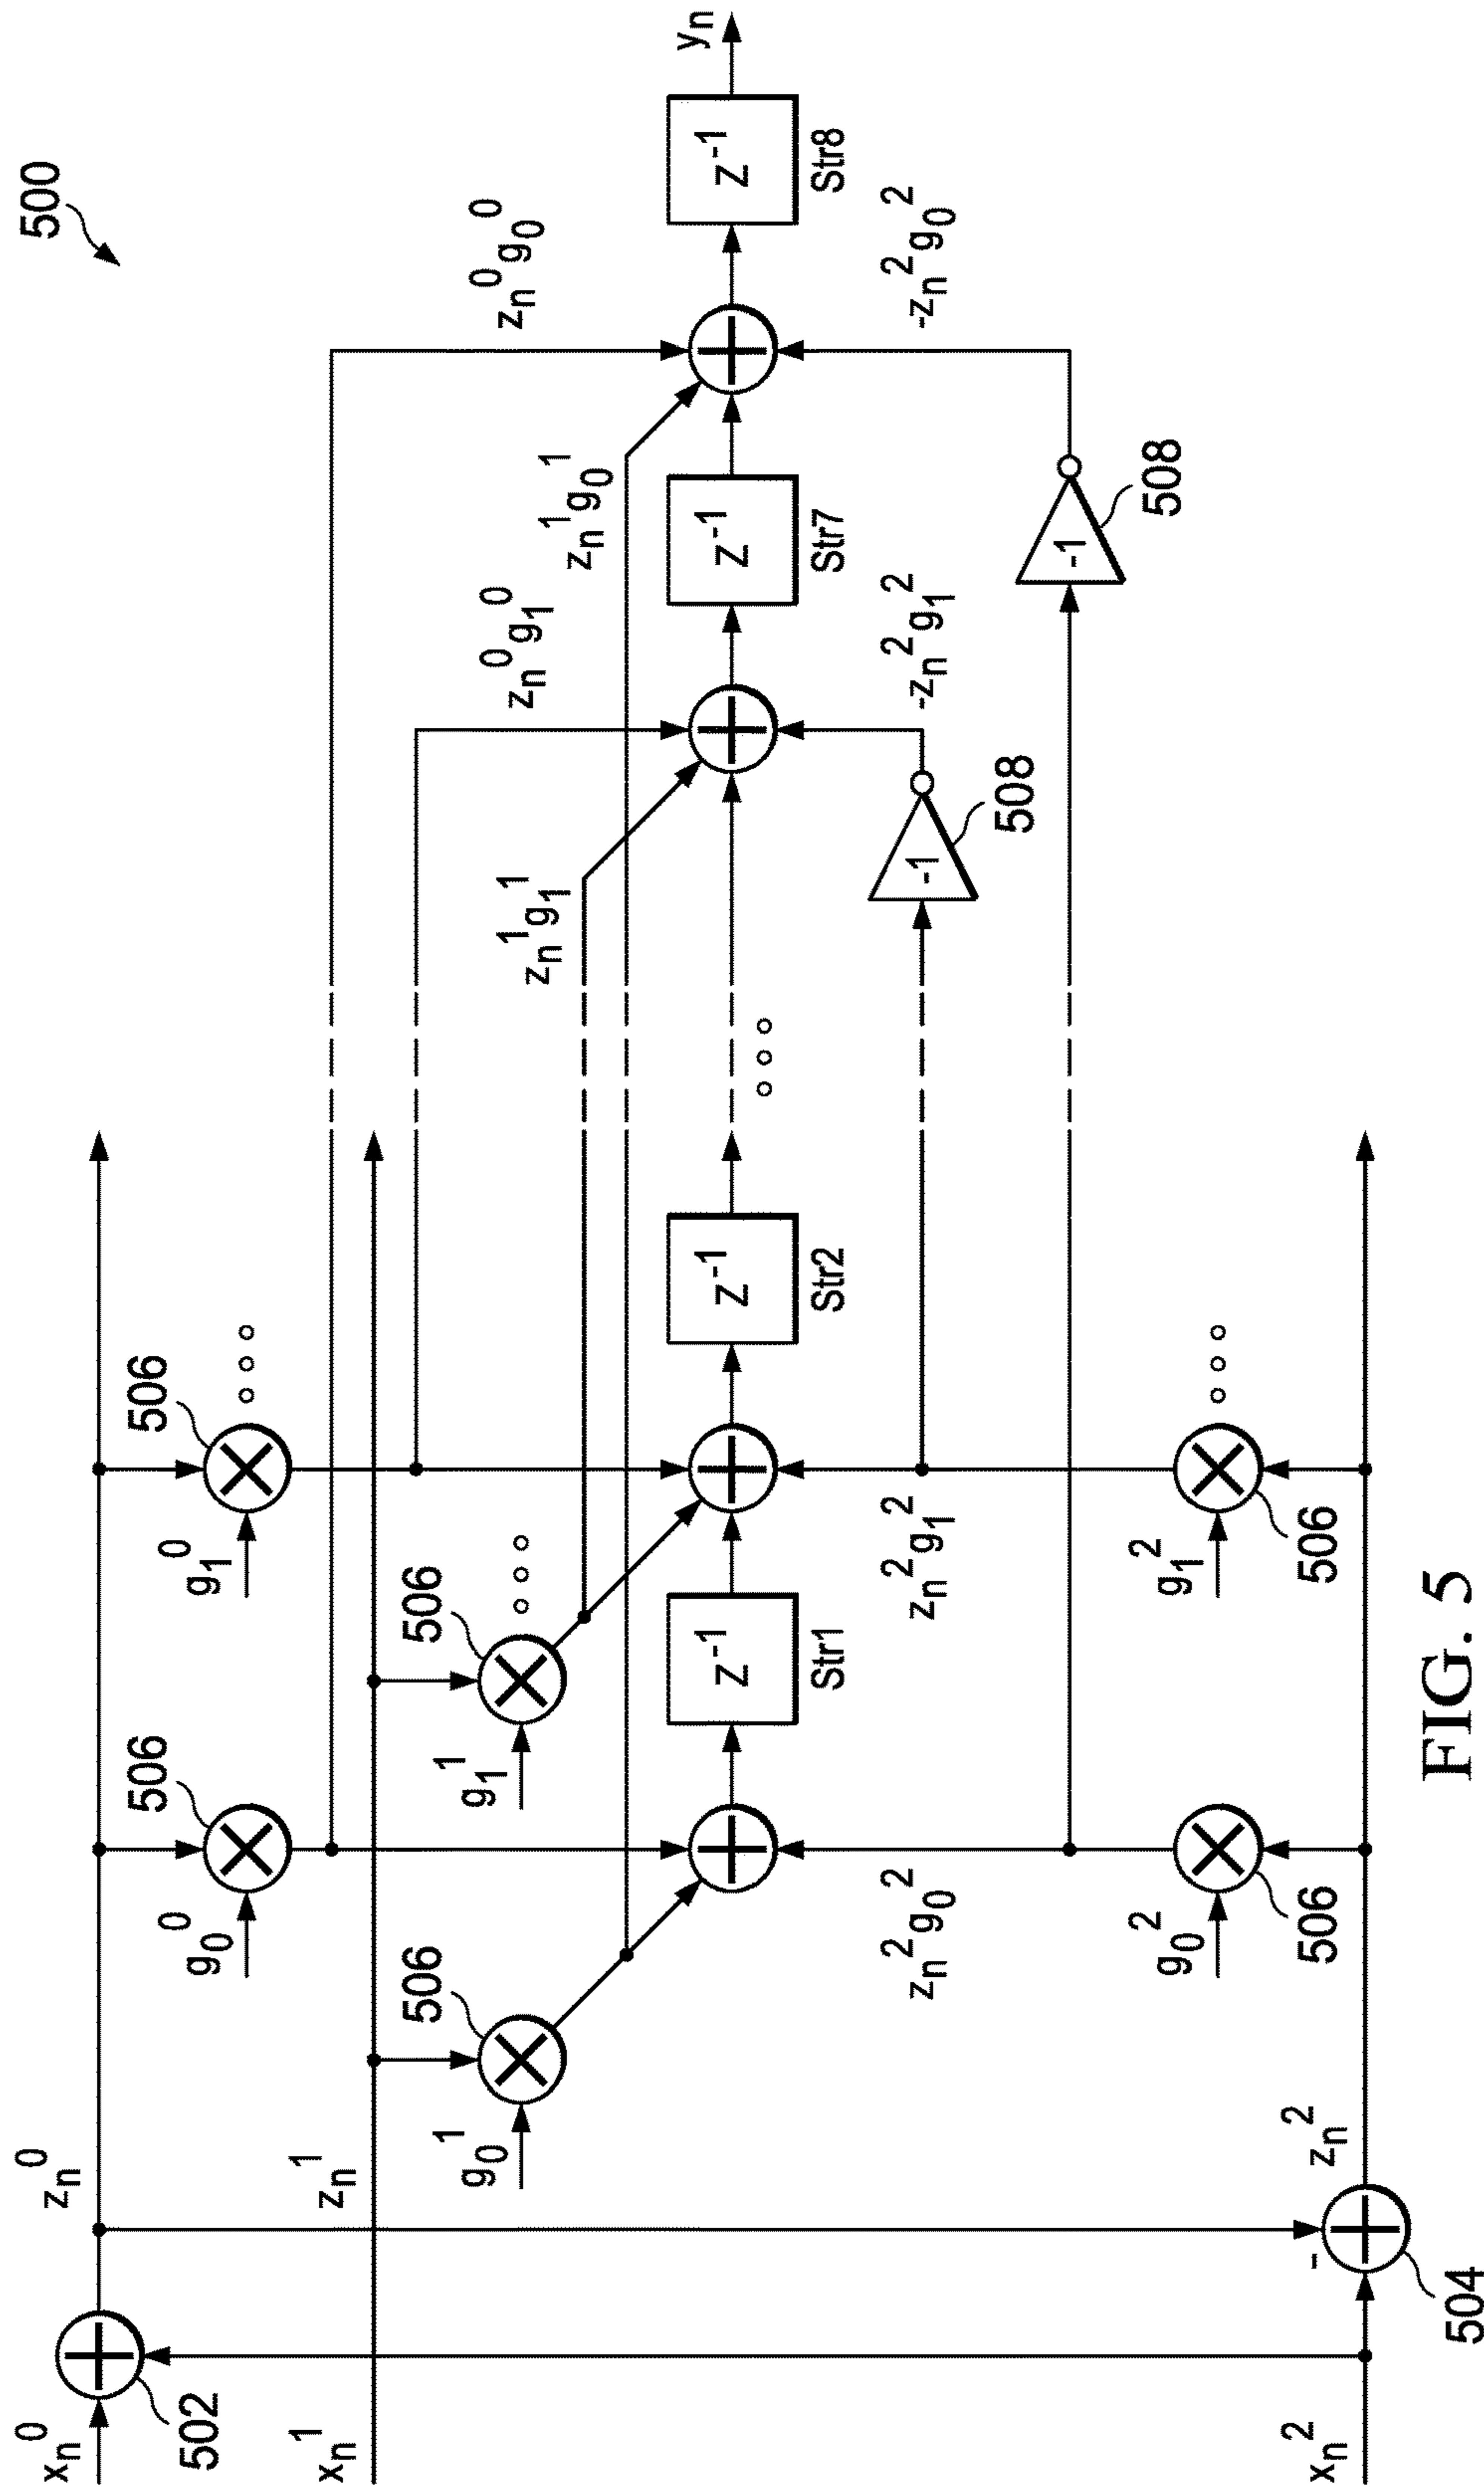 500
x_n^0
502
z_n^0
x_n^1
z_n^1
x_n^2
504
z_n^2
-
g_0^0
506
g_1^0
506
g_0^1
506
g_1^1
506
g_0^2
506
g_1^2
506
z_n^2 g_0^2
z_n^2 g_1^2
z^-1
Str1
z^-1
Str2
z_n^1 g_1^1
z_n^0 g_1^0
-z_n^2 g_1^2
-1
508
z^-1
Str7
z_n^1 g_0^1
z_n^0 g_0^0
-z_n^2 g_0^2
-1
508
z^-1
Str8
y_n
FIG. 5